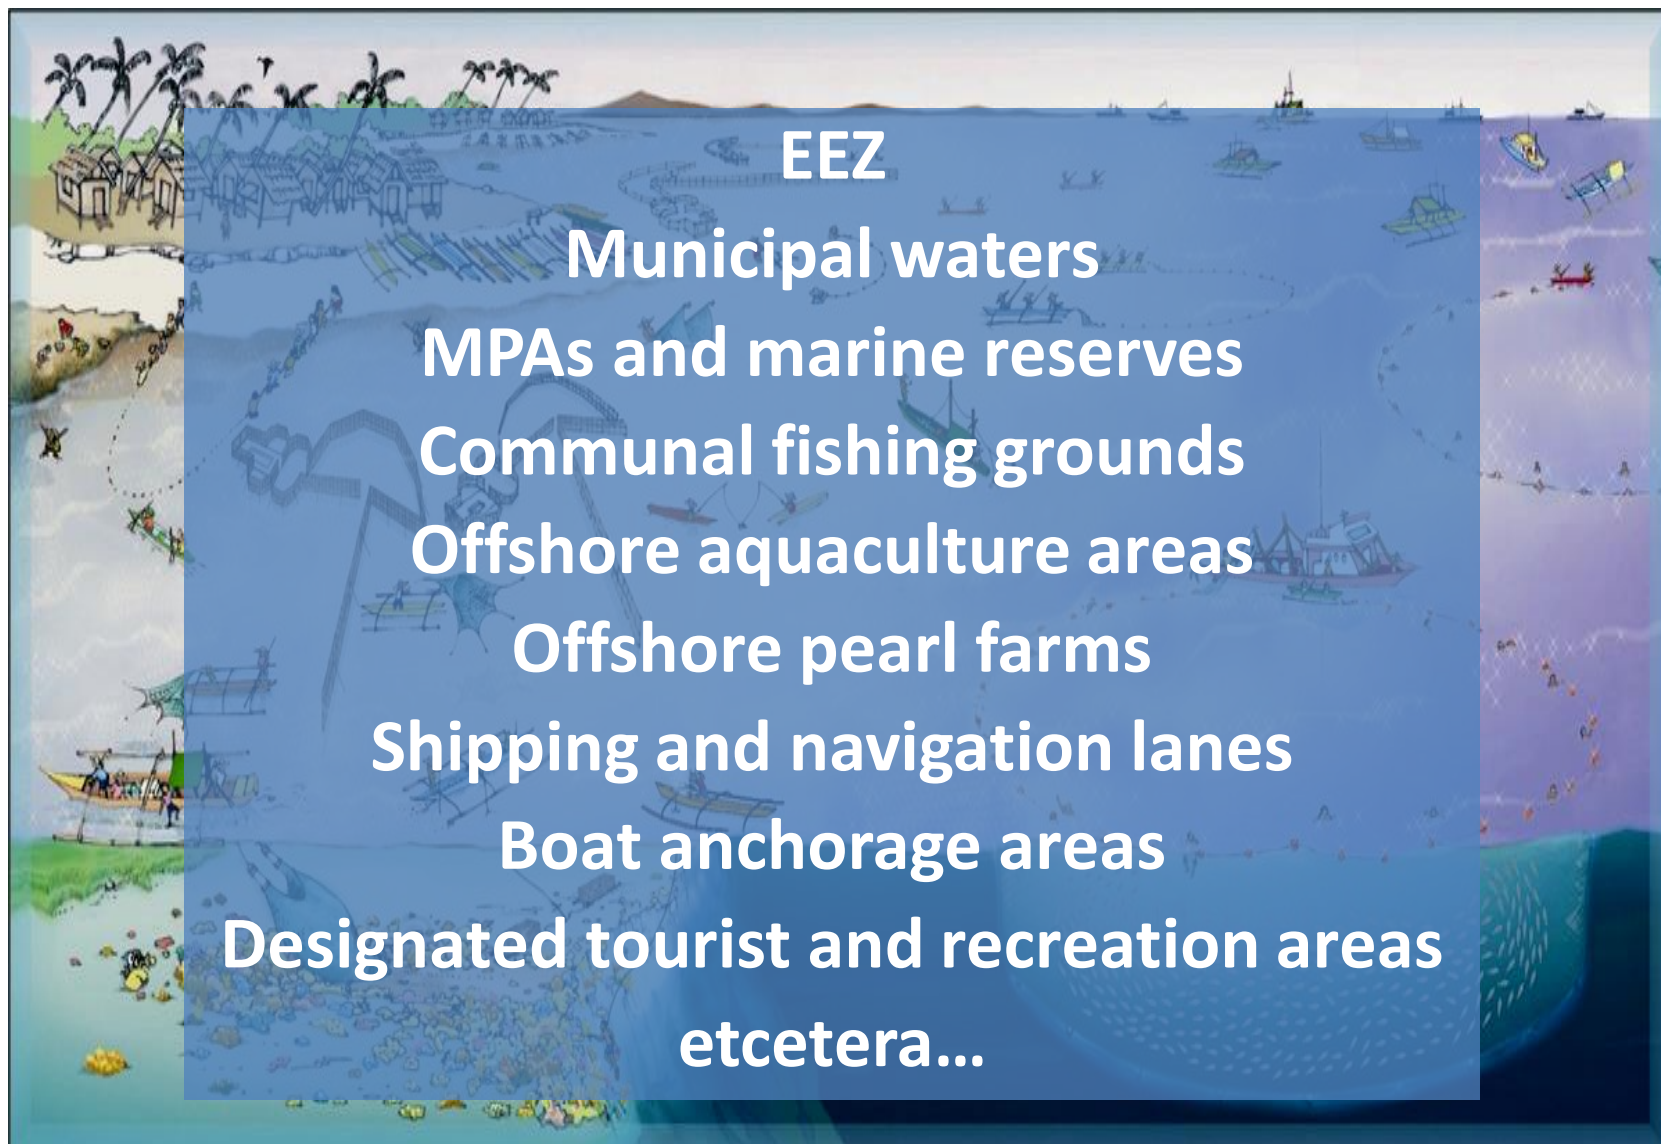 EEZ
Municipal waters
MPAs and marine reserves
Communal fishing grounds
Offshore aquaculture areas
Offshore pearl farms
Shipping and navigation lanes
Boat anchorage areas
Designated tourist and recreation areas
etcetera…